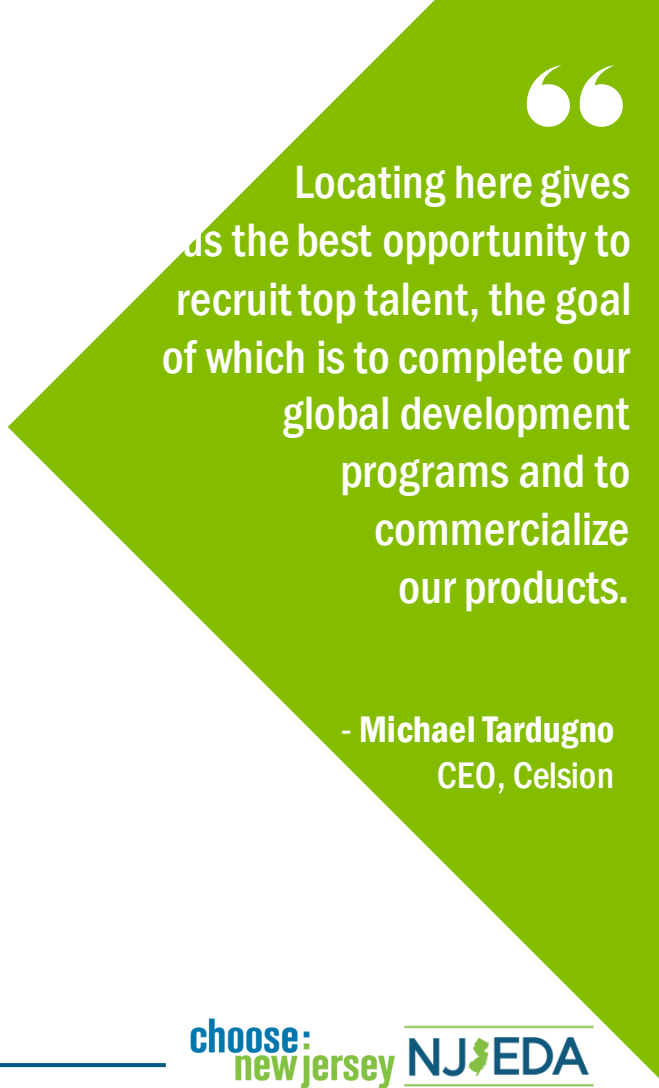 “
Locating here gives
us the best opportunity to
recruit top talent, the goal
of which is to complete our
global development
programs and to
commercialize
our products.
- Michael Tardugno
CEO, Celsion
choose:
new jersey
NJEDA